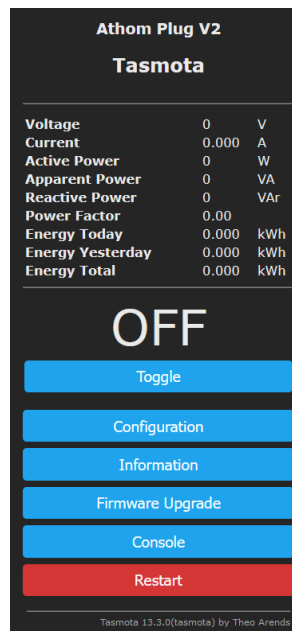 Athom Plug V2
Tasmota
Voltage 0 V
Current 0.000 A
Active Power 0 W
Apparent Power 0 VA
Reactive Power 0 VAr
Power Factor 0.00
Energy Today 0.000 kWh
Energy Yesterday 0.000 kWh
Energy Total 0.000 kWh
OFF
Toggle
Configuration
Information
Firmware Upgrade
Console
Restart
Tasmota 13.3.0(tasmota) by Theo Arends